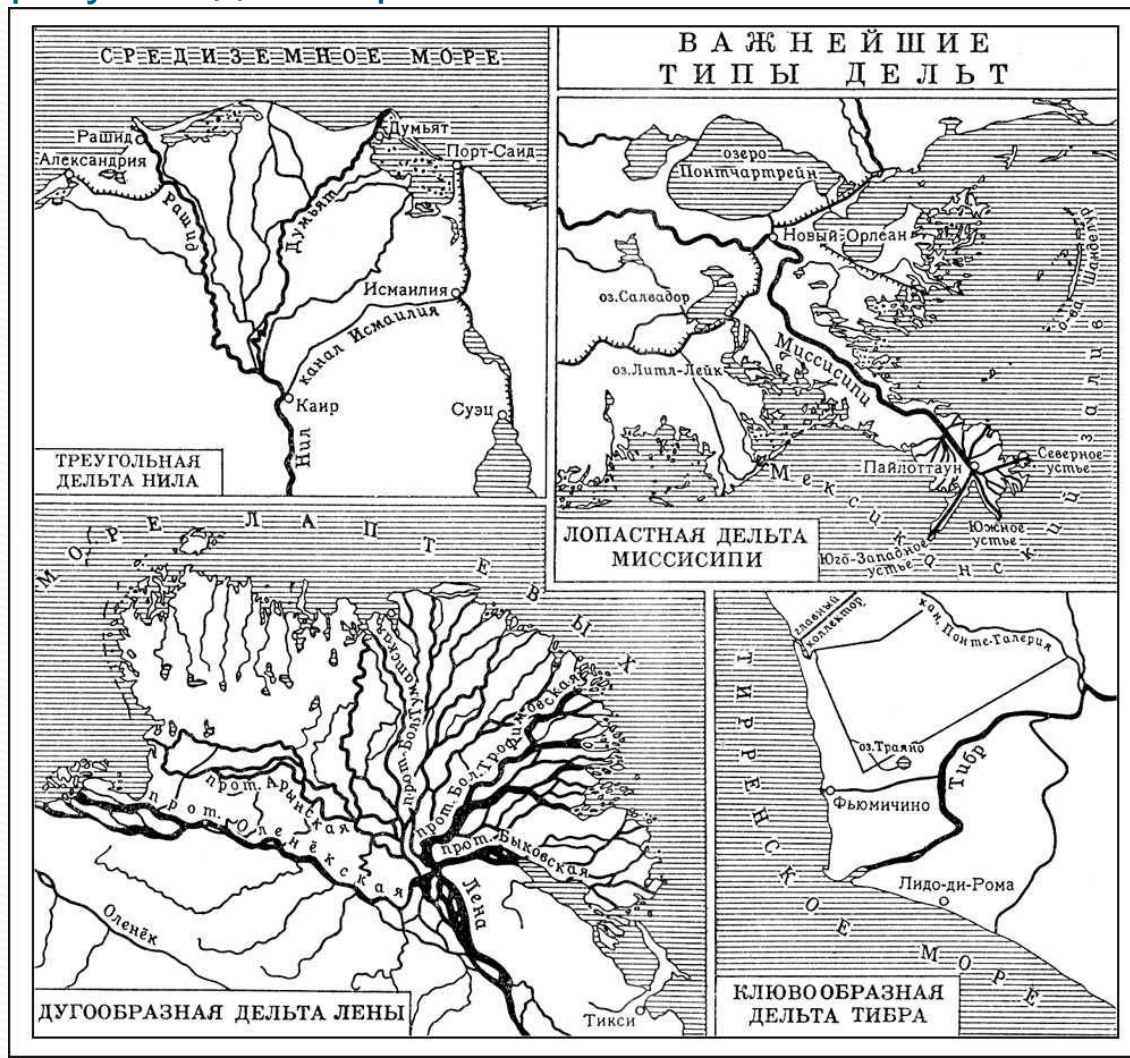 ВАЖНЕЙШИЕ
ТИПЫ ДЕЛЬТ
СРЕДИЗЕМНОЕ МОРЕ
Рашид
Думьят
Александрия
Порт-Саид
Рашид
Думьят
Исмаилия
канал Исмаилия
Каир
Суэц
Нил
ТРЕУГОЛЬНАЯ
ДЕЛЬТА НИЛА
озеро
Понтчартрейн
Новый Орлеан
о-ва Шанделур
оз.Салвадор
оз.Литл-Лейк
Миссисипи
Пайлоттаун
Северное
устье
Южное
устье
Юго-Западное
устье
Мексиканский залив
ЛОПАСТНАЯ ДЕЛЬТА
МИССИСИПИ
МОРЕ ЛАПТЕВЫХ
прот. Бол. Туматская
прот. Бол. Трофимовская
прот. Арынская
прот. Оленёкская
прот. Быковская
Лена
Оленёк
Тикси
ДУГООБРАЗНАЯ ДЕЛЬТА ЛЕНЫ
главный
коллектор
кан. Понте-Галерия
оз.Траяно
Тибр
Фьюмичино
Лидо-ди-Рома
ТИРРЕНСКОЕ МОРЕ
КЛЮВООБРАЗНАЯ
ДЕЛЬТА ТИБРА